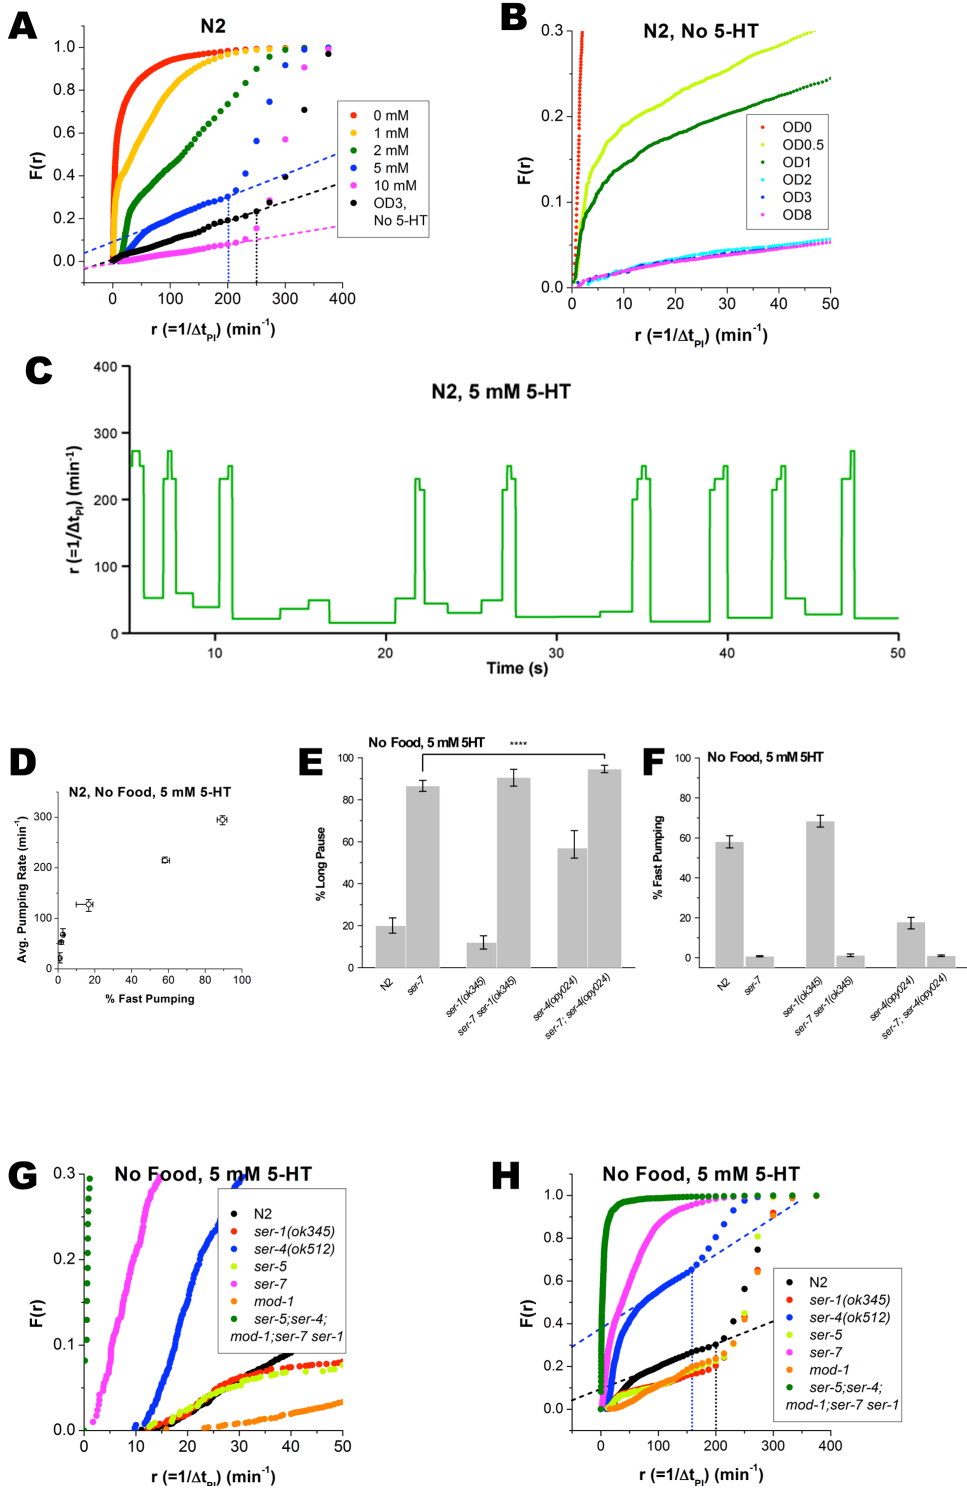 A
N2
1.0
0.8
0.6
0.4
0.2
0.0
F(r)
0
100
200
300
400
r (=1/ΔtPI) (min-1)
0 mM
1 mM
2 mM
5 mM
10 mM
OD3,
No 5-HT
B
N2, No 5-HT
0.3
0.2
0.1
0.0
F(r)
0
10
20
30
40
50
r (=1/ΔtPI) (min-1)
OD0
OD0.5
OD1
OD2
OD3
OD8
C
N2, 5 mM 5-HT
400
300
200
100
0
r (=1/ΔtPI) (min-1)
10
20
30
40
50
Time (s)
D
N2, No Food, 5 mM 5-HT
300
200
100
0
Avg. Pumping Rate (min-1)
0
20
40
60
80
100
% Fast Pumping
E
No Food, 5 mM 5HT
****
100
80
60
40
20
0
% Long Pause
N2
ser-7
ser-1(ok345)
ser-7 ser-1(ok345)
ser-4(opy024)
ser-7; ser-4(opy024)
F
No Food, 5 mM 5HT
100
80
60
40
20
0
% Fast Pumping
N2
ser-7
ser-1(ok345)
ser-7 ser-1(ok345)
ser-4(opy024)
ser-7; ser-4(opy024)
G
No Food, 5 mM 5-HT
0.3
0.2
0.1
0.0
F(r)
0
10
20
30
40
50
r (=1/ΔtPI) (min-1)
N2
ser-1(ok345)
ser-4(ok512)
ser-5
ser-7
mod-1
ser-5;ser-4;
mod-1;ser-7 ser-1
H
No Food, 5 mM 5-HT
1.0
0.8
0.6
0.4
0.2
0.0
F(r)
0
100
200
300
400
r (=1/ΔtPI) (min-1)
N2
ser-1(ok345)
ser-4(ok512)
ser-5
ser-7
mod-1
ser-5;ser-4;
mod-1;ser-7 ser-1